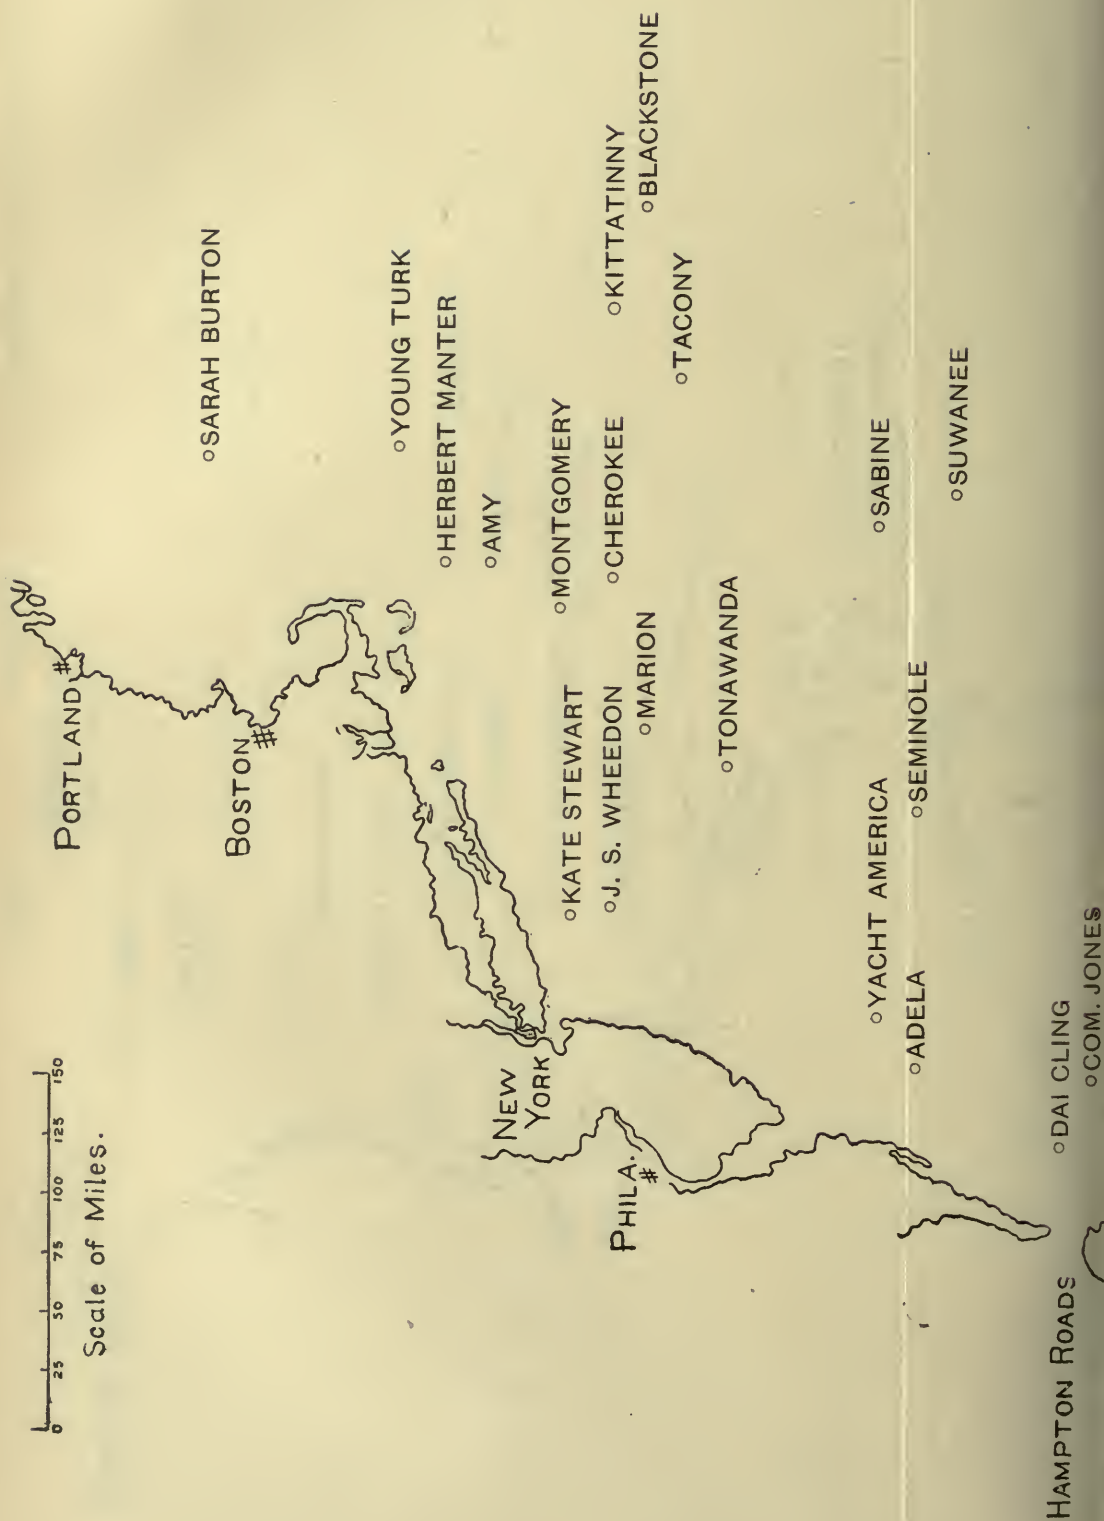 PORTLAND
BOSTON
NEW
YORK
PHILA.
HAMPTON ROADS
0 25 50 75 100 125 150
Scale of Miles.
SARAH BURTON
YOUNG TURK
HERBERT MANTER
AMY
MONTGOMERY
CHEROKEE
KITTATINNY
BLACKSTONE
TACONY
KATE STEWART
J. S. WHEEDON
MARION
TONAWANDA
SABINE
SUWANEE
YACHT AMERICA
SEMINOLE
ADELA
DAI CLING
COM. JONES